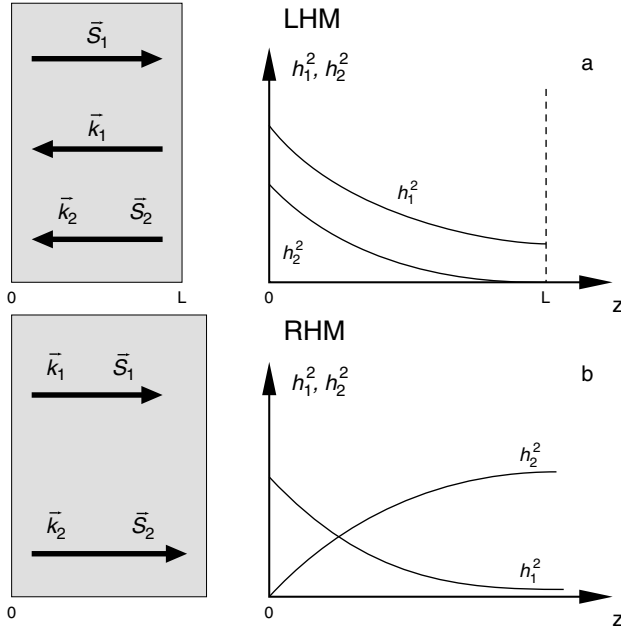 LHM
S⃗₁
h₁², h₂²
a
k⃗₁
k⃗₂ S⃗₂
h₁²
h₂²
0 L
0 L z
RHM
k⃗₁ S⃗₁
h₁², h₂²
b
h₂²
k⃗₂ S⃗₂
h₁²
0
0 z